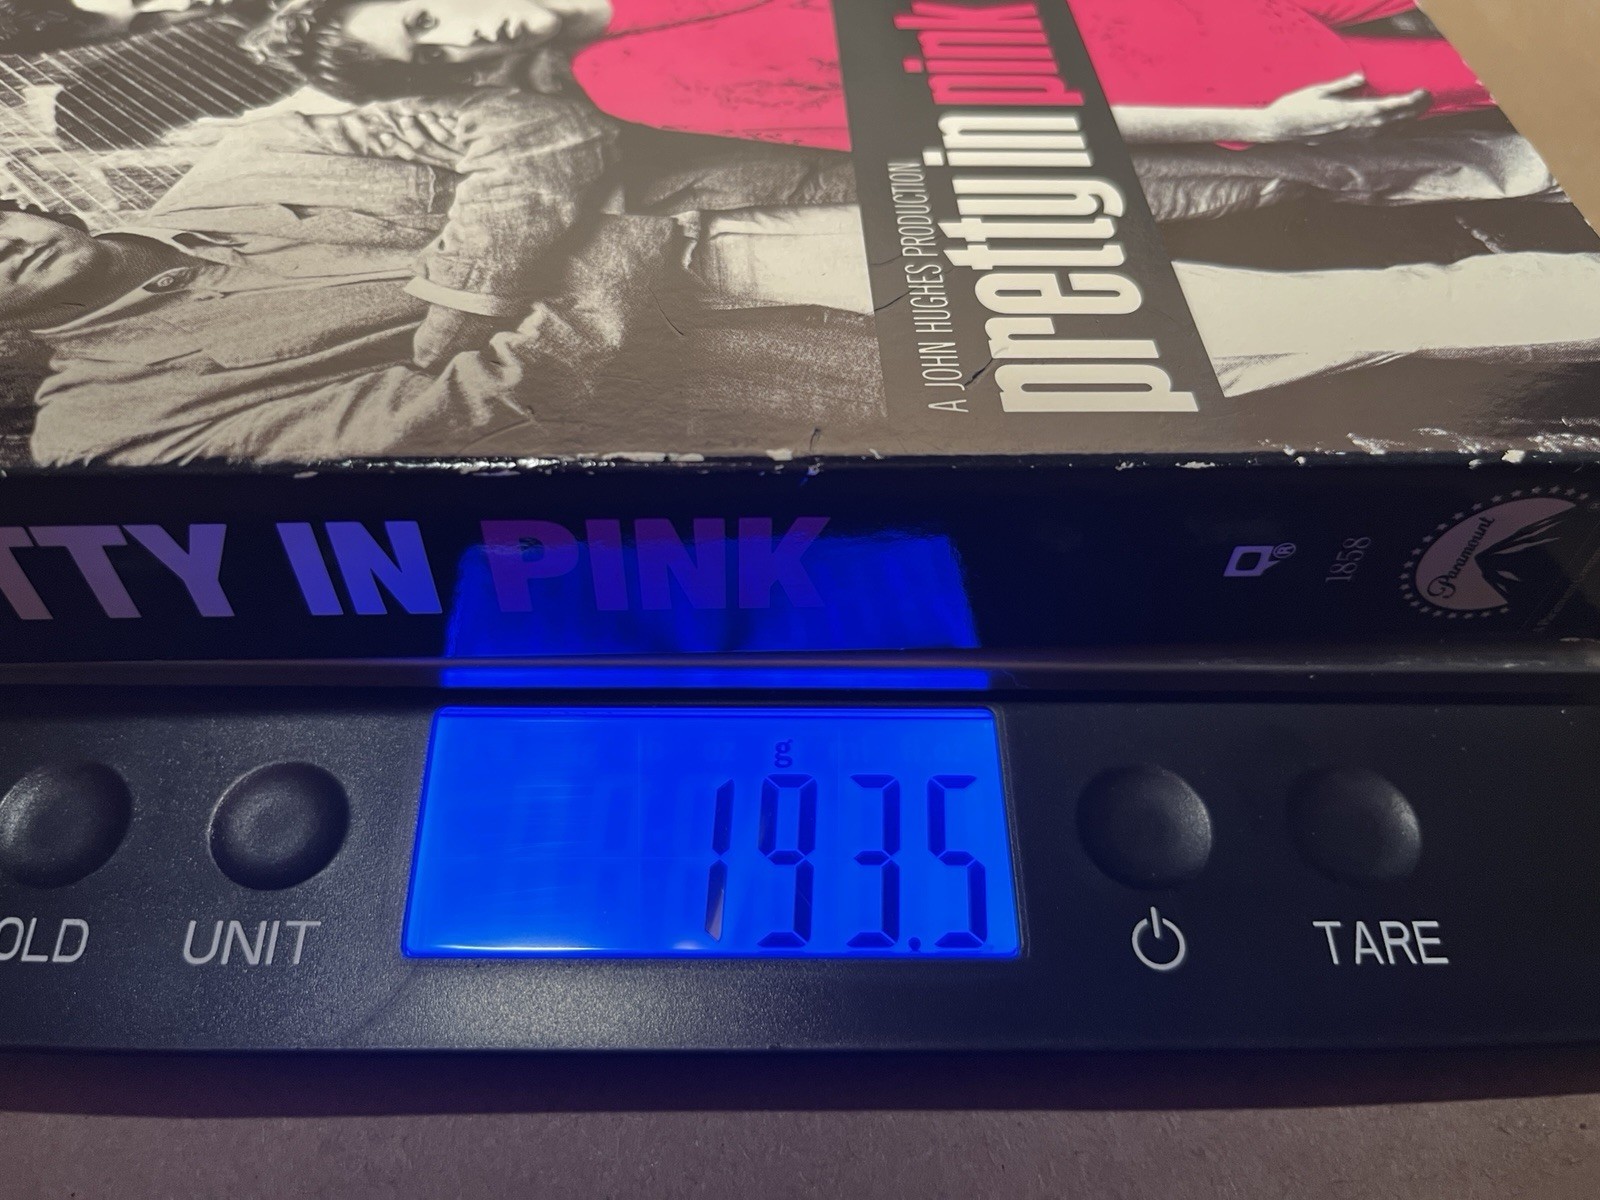 A JOHN HUGHES PRODUCTION
pretty in pink
TTY IN PINK
®
1858
Paramount
g
193.5
OLD
UNIT
TARE